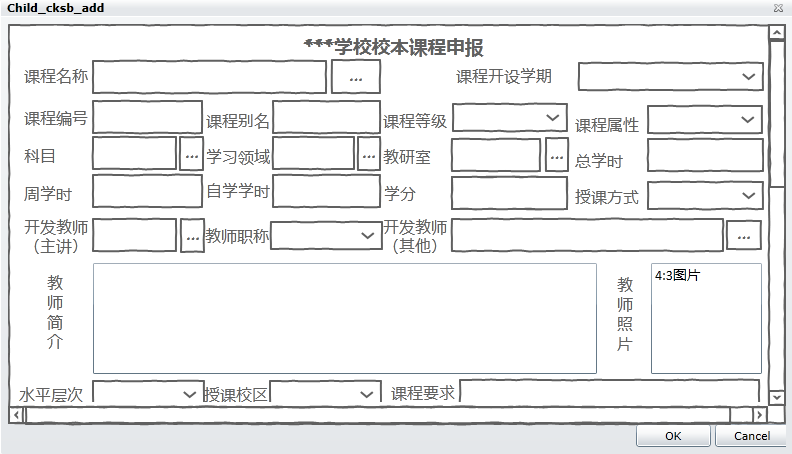 Child_cksb_add
***学校校本课程申报
课程名称 ... 课程开设学期
课程编号 课程别名 课程等级 课程属性
科目 ... 学习领域 ... 教研室 ... 总学时
周学时 自学学时 学分 授课方式
开发教师（主讲） ... 教师职称 开发教师（其他） ...
教师简介
教师照片
4:3图片
水平层次 授课校区 课程要求
OK Cancel